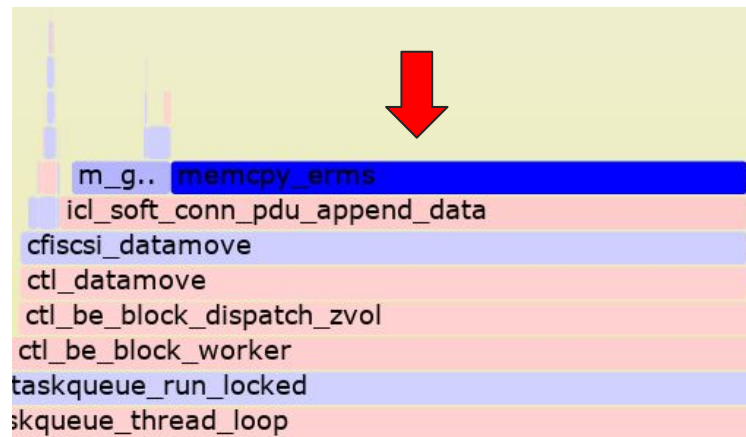 m_g.. memcpy_erms
icl_soft_conn_pdu_append_data
cfiscsi_datamove
ctl_datamove
ctl_be_block_dispatch_zvol
ctl_be_block_worker
taskqueue_run_locked
skqueue_thread_loop